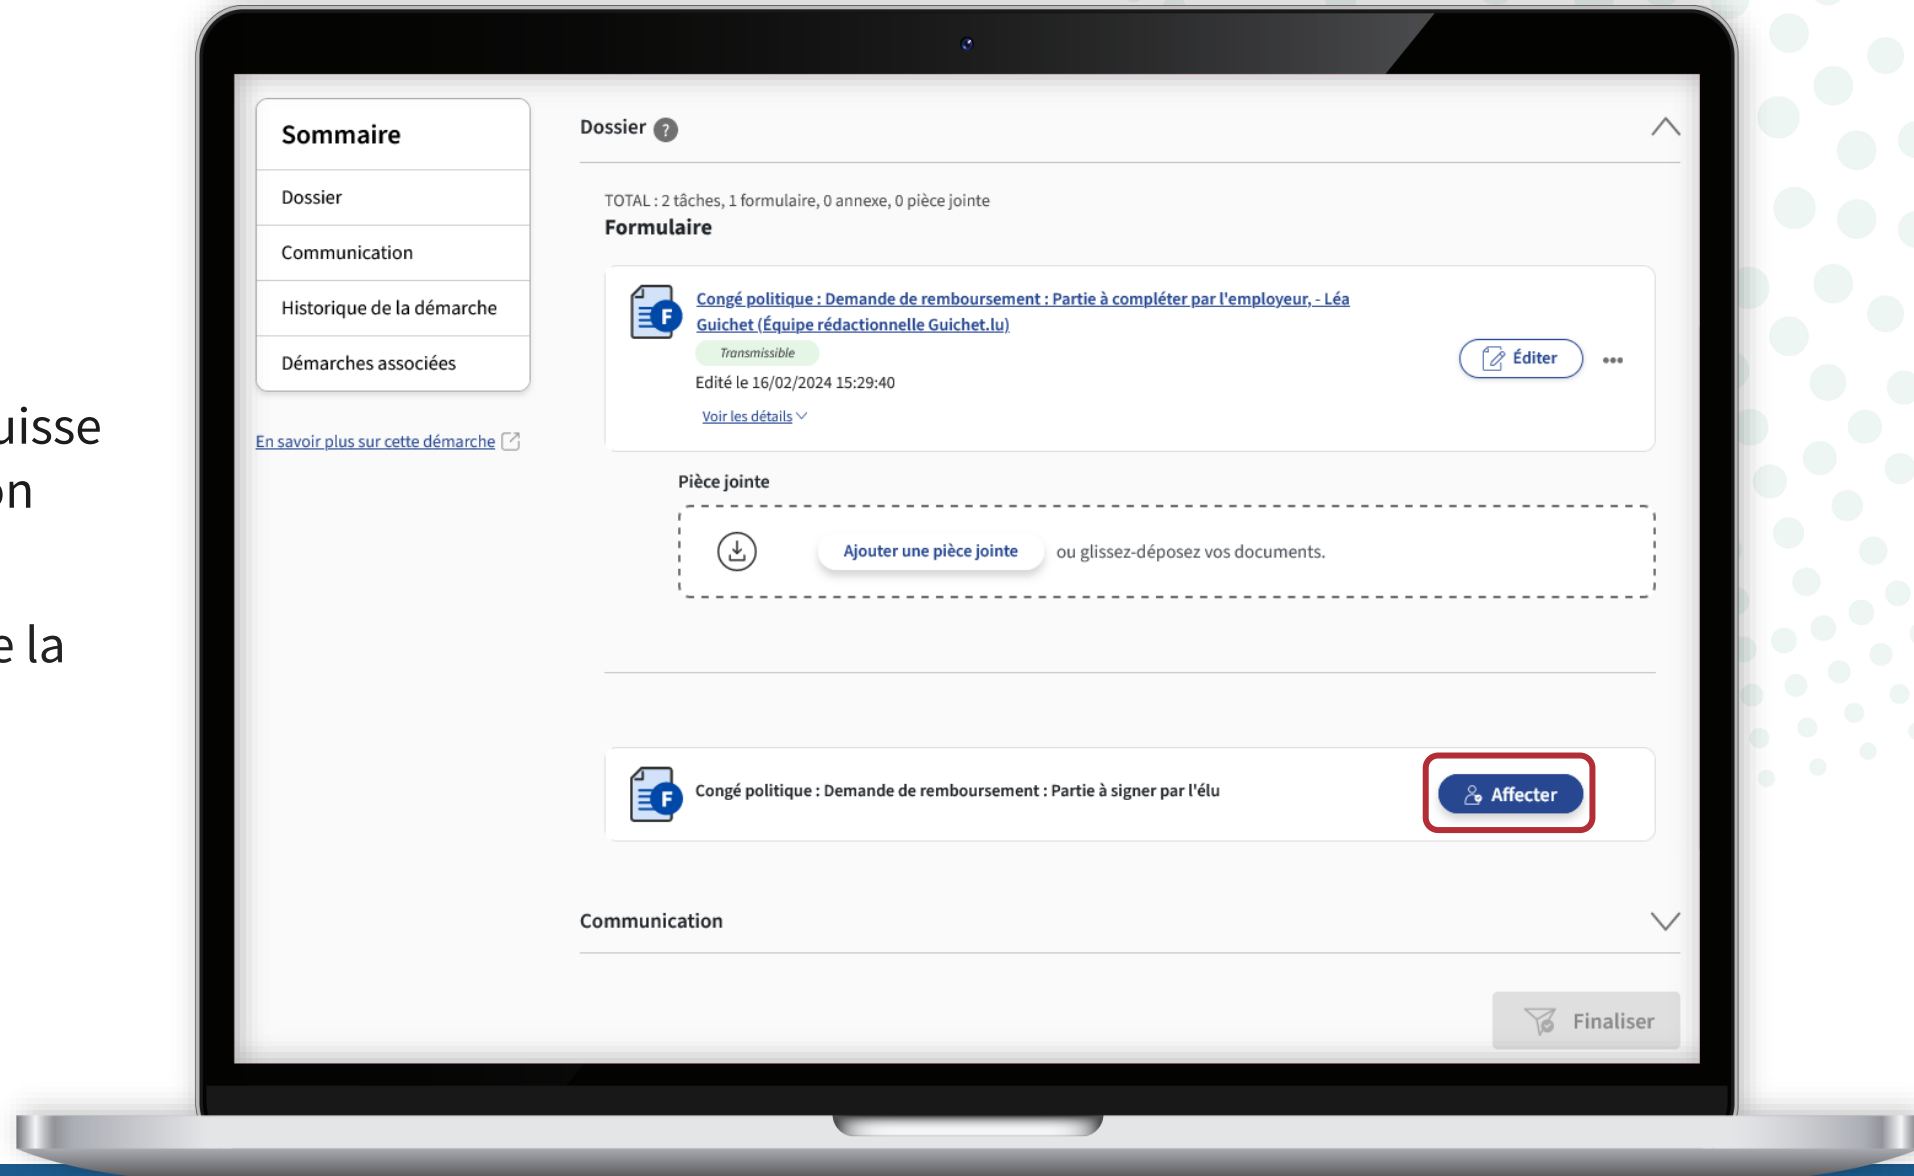 Sommaire
Dossier
Communication
Historique de la démarche
Démarches associées
En savoir plus sur cette démarche
Dossier ?
TOTAL : 2 tâches, 1 formulaire, 0 annexe, 0 pièce jointe
Formulaire
F
Congé politique : Demande de remboursement : Partie à compléter par l'employeur, - Léa
Guichet (Équipe rédactionnelle Guichet.lu)
Transmissible
Edité le 16/02/2024 15:29:40
Voir les détails
Éditer
Pièce jointe
Ajouter une pièce jointe ou glissez-déposez vos documents.
F
Congé politique : Demande de remboursement : Partie à signer par l'élu
Affecter
Communication
Finaliser
uisse
on
e la